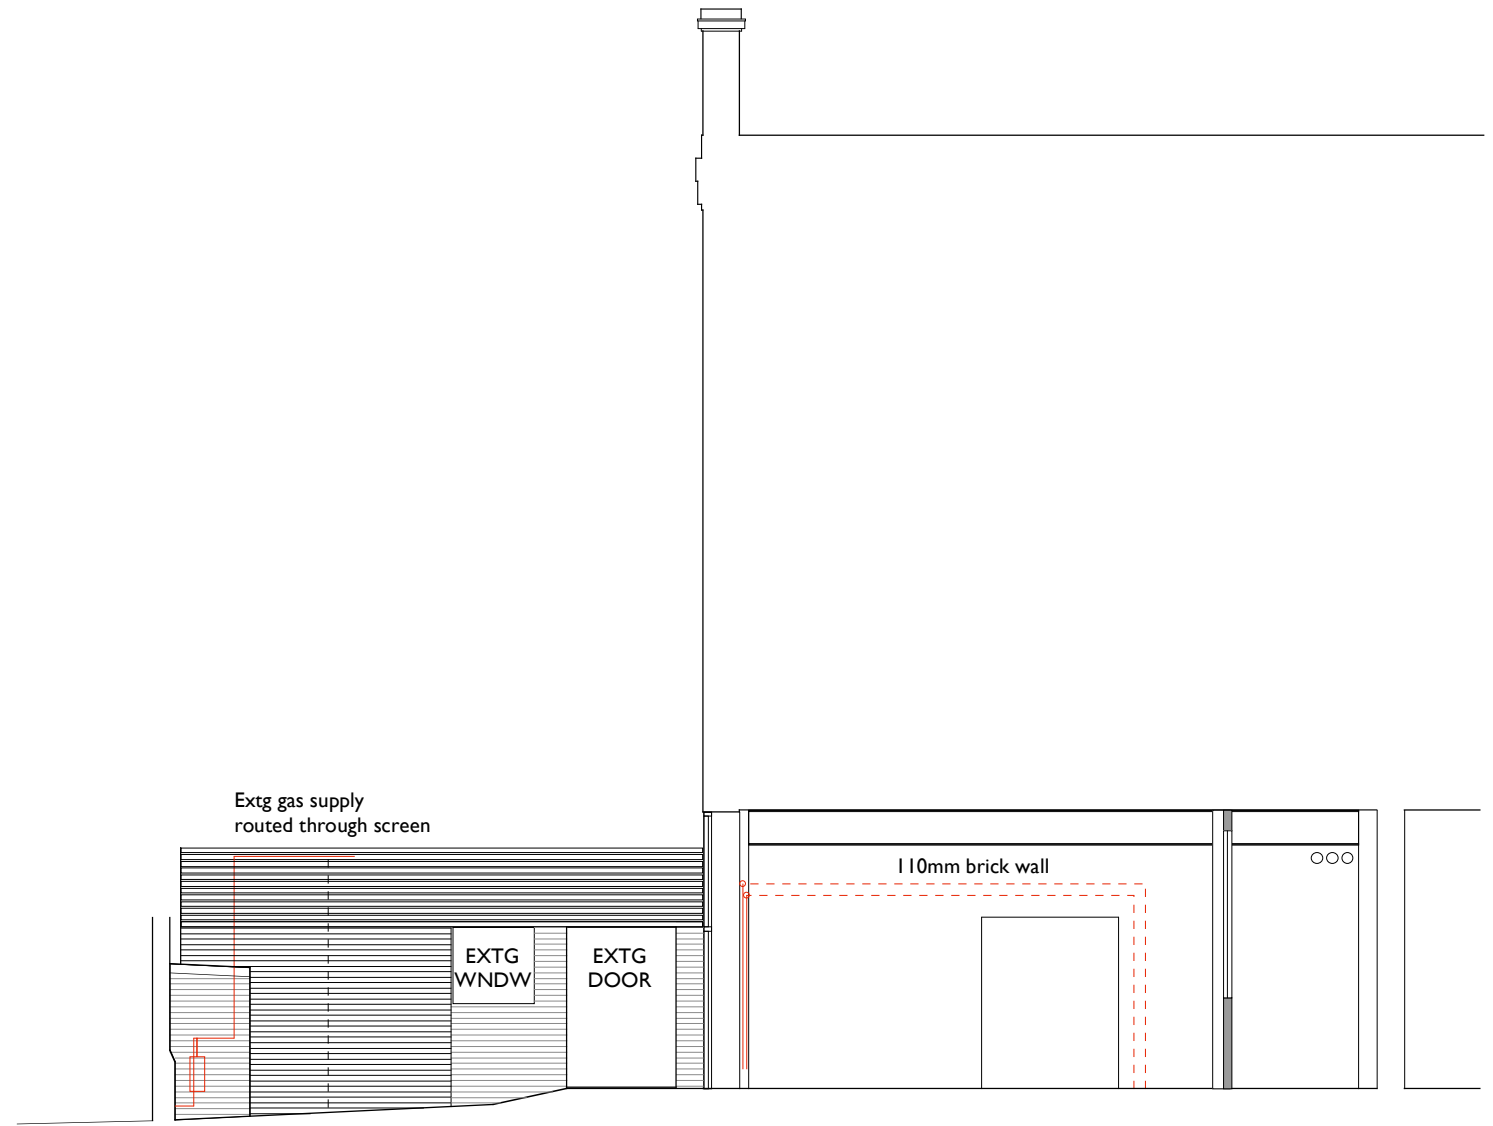 Extg gas supply
routed through screen
110mm brick wall
EXTG
WNDW
EXTG
DOOR